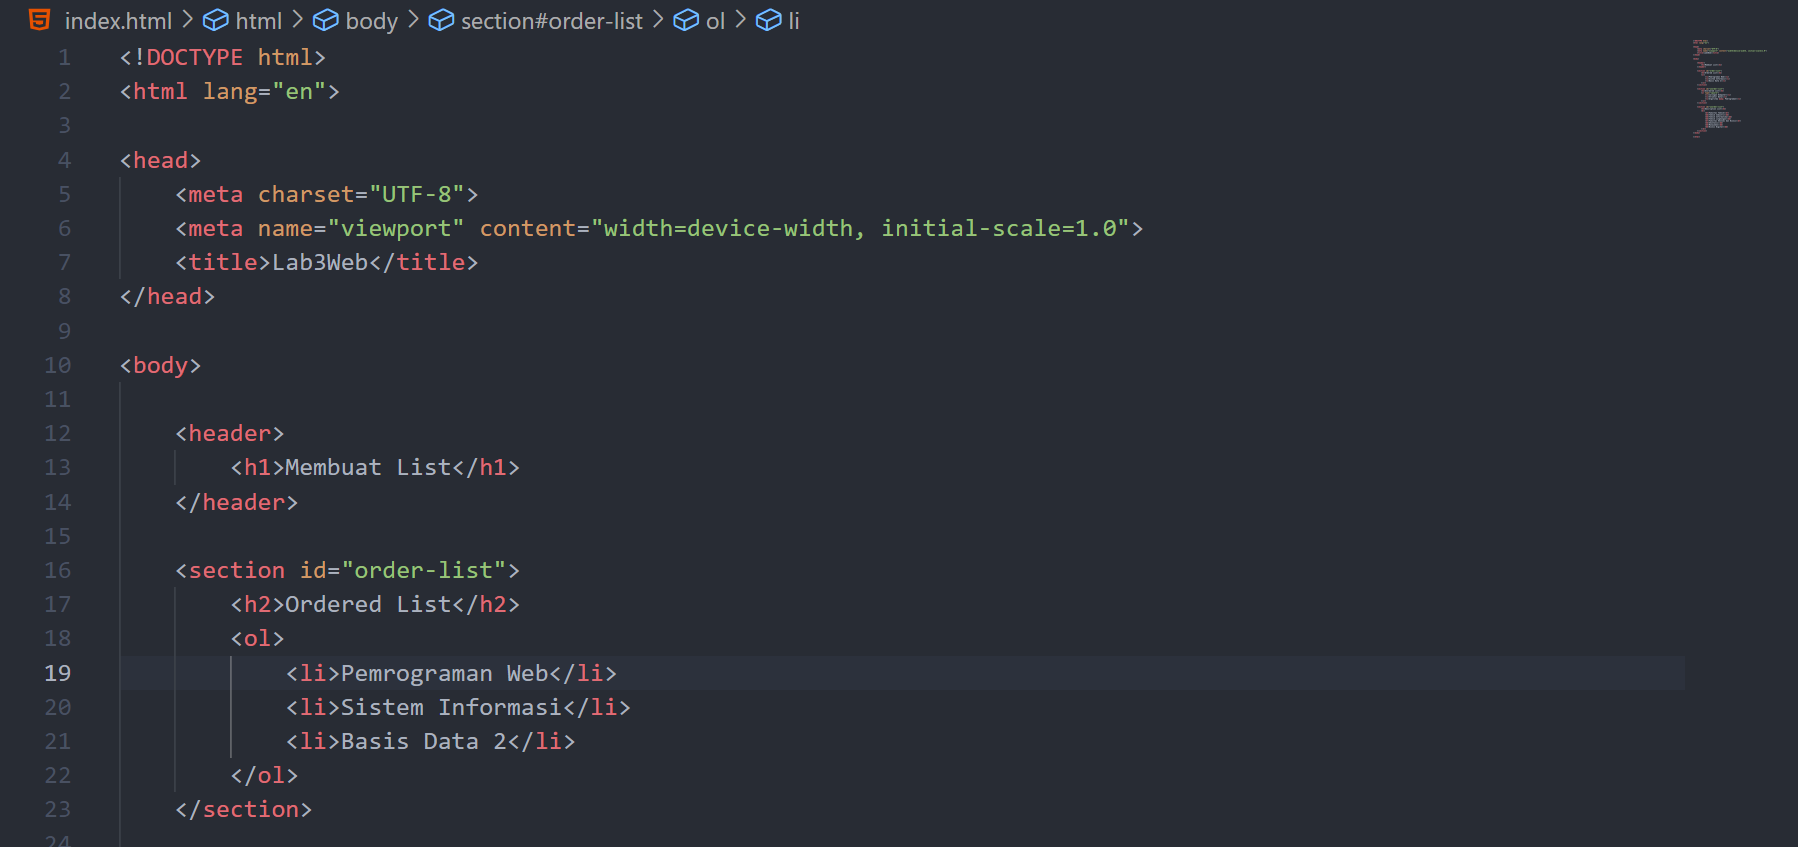 index.html > html > body > section#order-list > ol > li
1 <!DOCTYPE html>
2 <html lang="en">
3
4 <head>
5     <meta charset="UTF-8">
6     <meta name="viewport" content="width=device-width, initial-scale=1.0">
7     <title>Lab3Web</title>
8 </head>
9
10 <body>
11
12     <header>
13         <h1>Membuat List</h1>
14     </header>
15
16     <section id="order-list">
17         <h2>Ordered List</h2>
18         <ol>
19             <li>Pemrograman Web</li>
20             <li>Sistem Informasi</li>
21             <li>Basis Data 2</li>
22         </ol>
23     </section>
24